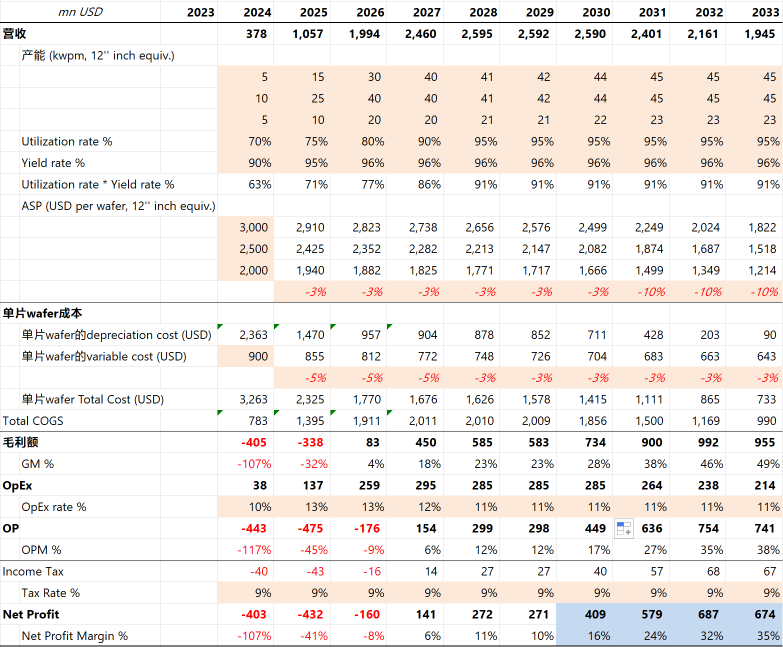 mn USD 2023 2024 2025 2026 2027 2028 2029 2030 2031 2032 2033
营收 378 1,057 1,994 2,460 2,595 2,592 2,590 2,401 2,161 1,945
产能 (kwpm, 12'' inch equiv.)
5 15 30 40 41 42 44 45 45 45
10 25 40 40 41 42 44 45 45 45
5 10 20 20 21 21 22 23 23 23
Utilization rate % 70% 75% 80% 90% 95% 95% 95% 95% 95% 95%
Yield rate % 90% 95% 96% 96% 96% 96% 96% 96% 96% 96%
Utilization rate * Yield rate % 63% 71% 77% 86% 91% 91% 91% 91% 91% 91%
ASP (USD per wafer, 12'' inch equiv.)
3,000 2,910 2,823 2,738 2,656 2,576 2,499 2,249 2,024 1,822
2,500 2,425 2,352 2,282 2,213 2,147 2,082 1,874 1,687 1,518
2,000 1,940 1,882 1,825 1,771 1,717 1,666 1,499 1,349 1,214
-3% -3% -3% -3% -3% -3% -10% -10% -10%
单片wafer成本
单片wafer的depreciation cost (USD) 2,363 1,470 957 904 878 852 711 428 203 90
单片wafer的variable cost (USD) 900 855 812 772 748 726 704 683 663 643
-5% -5% -5% -3% -3% -3% -3% -3% -3%
单片wafer Total Cost (USD) 3,263 2,325 1,770 1,676 1,626 1,578 1,415 1,111 865 733
Total COGS 783 1,395 1,911 2,011 2,010 2,009 1,856 1,500 1,169 990
毛利额 -405 -338 83 450 585 583 734 900 992 955
GM % -107% -32% 4% 18% 23% 23% 28% 38% 46% 49%
OpEx 38 137 259 295 285 285 285 264 238 214
OpEx rate % 10% 13% 13% 12% 11% 11% 11% 11% 11% 11%
OP -443 -475 -176 154 299 298 449 636 754 741
OPM % -117% -45% -9% 6% 12% 12% 17% 27% 35% 38%
Income Tax -40 -43 -16 14 27 27 40 57 68 67
Tax Rate % 9% 9% 9% 9% 9% 9% 9% 9% 9% 9%
Net Profit -403 -432 -160 141 272 271 409 579 687 674
Net Profit Margin % -107% -41% -8% 6% 11% 10% 16% 24% 32% 35%